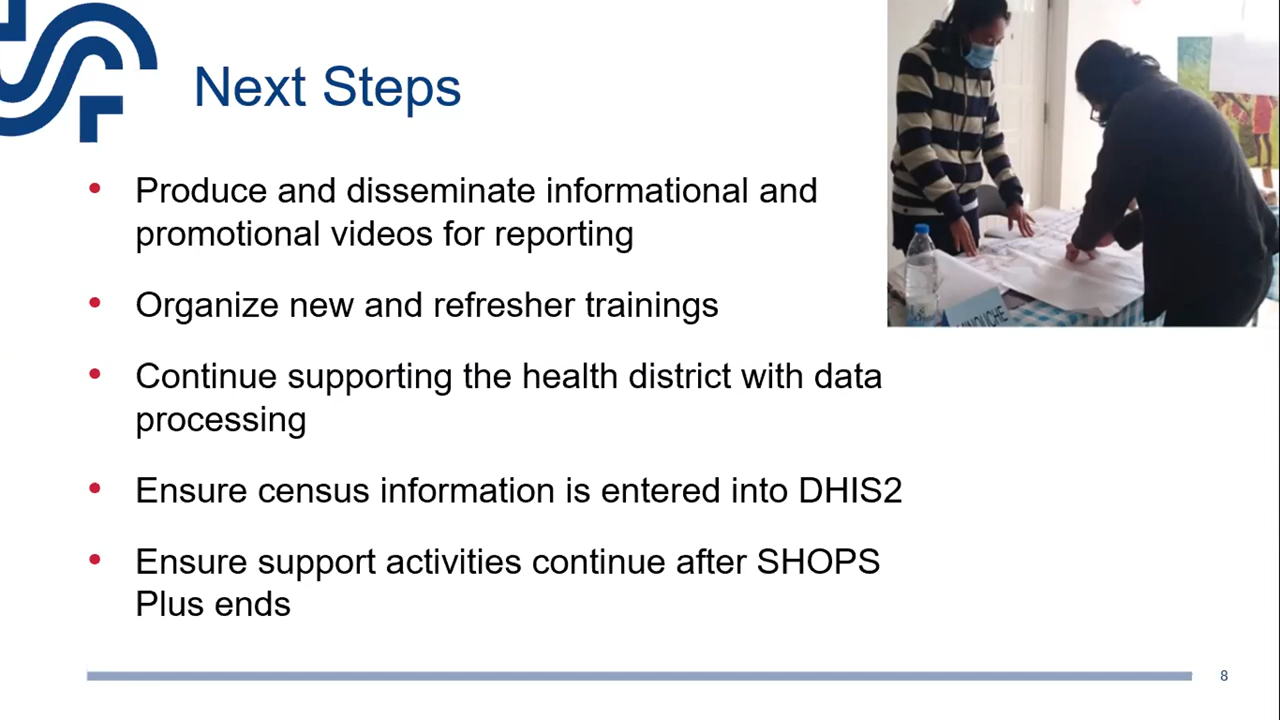 Next Steps
• Produce and disseminate informational and
promotional videos for reporting
• Organize new and refresher trainings
• Continue supporting the health district with data
processing
• Ensure census information is entered into DHIS2
• Ensure support activities continue after SHOPS
Plus ends
8